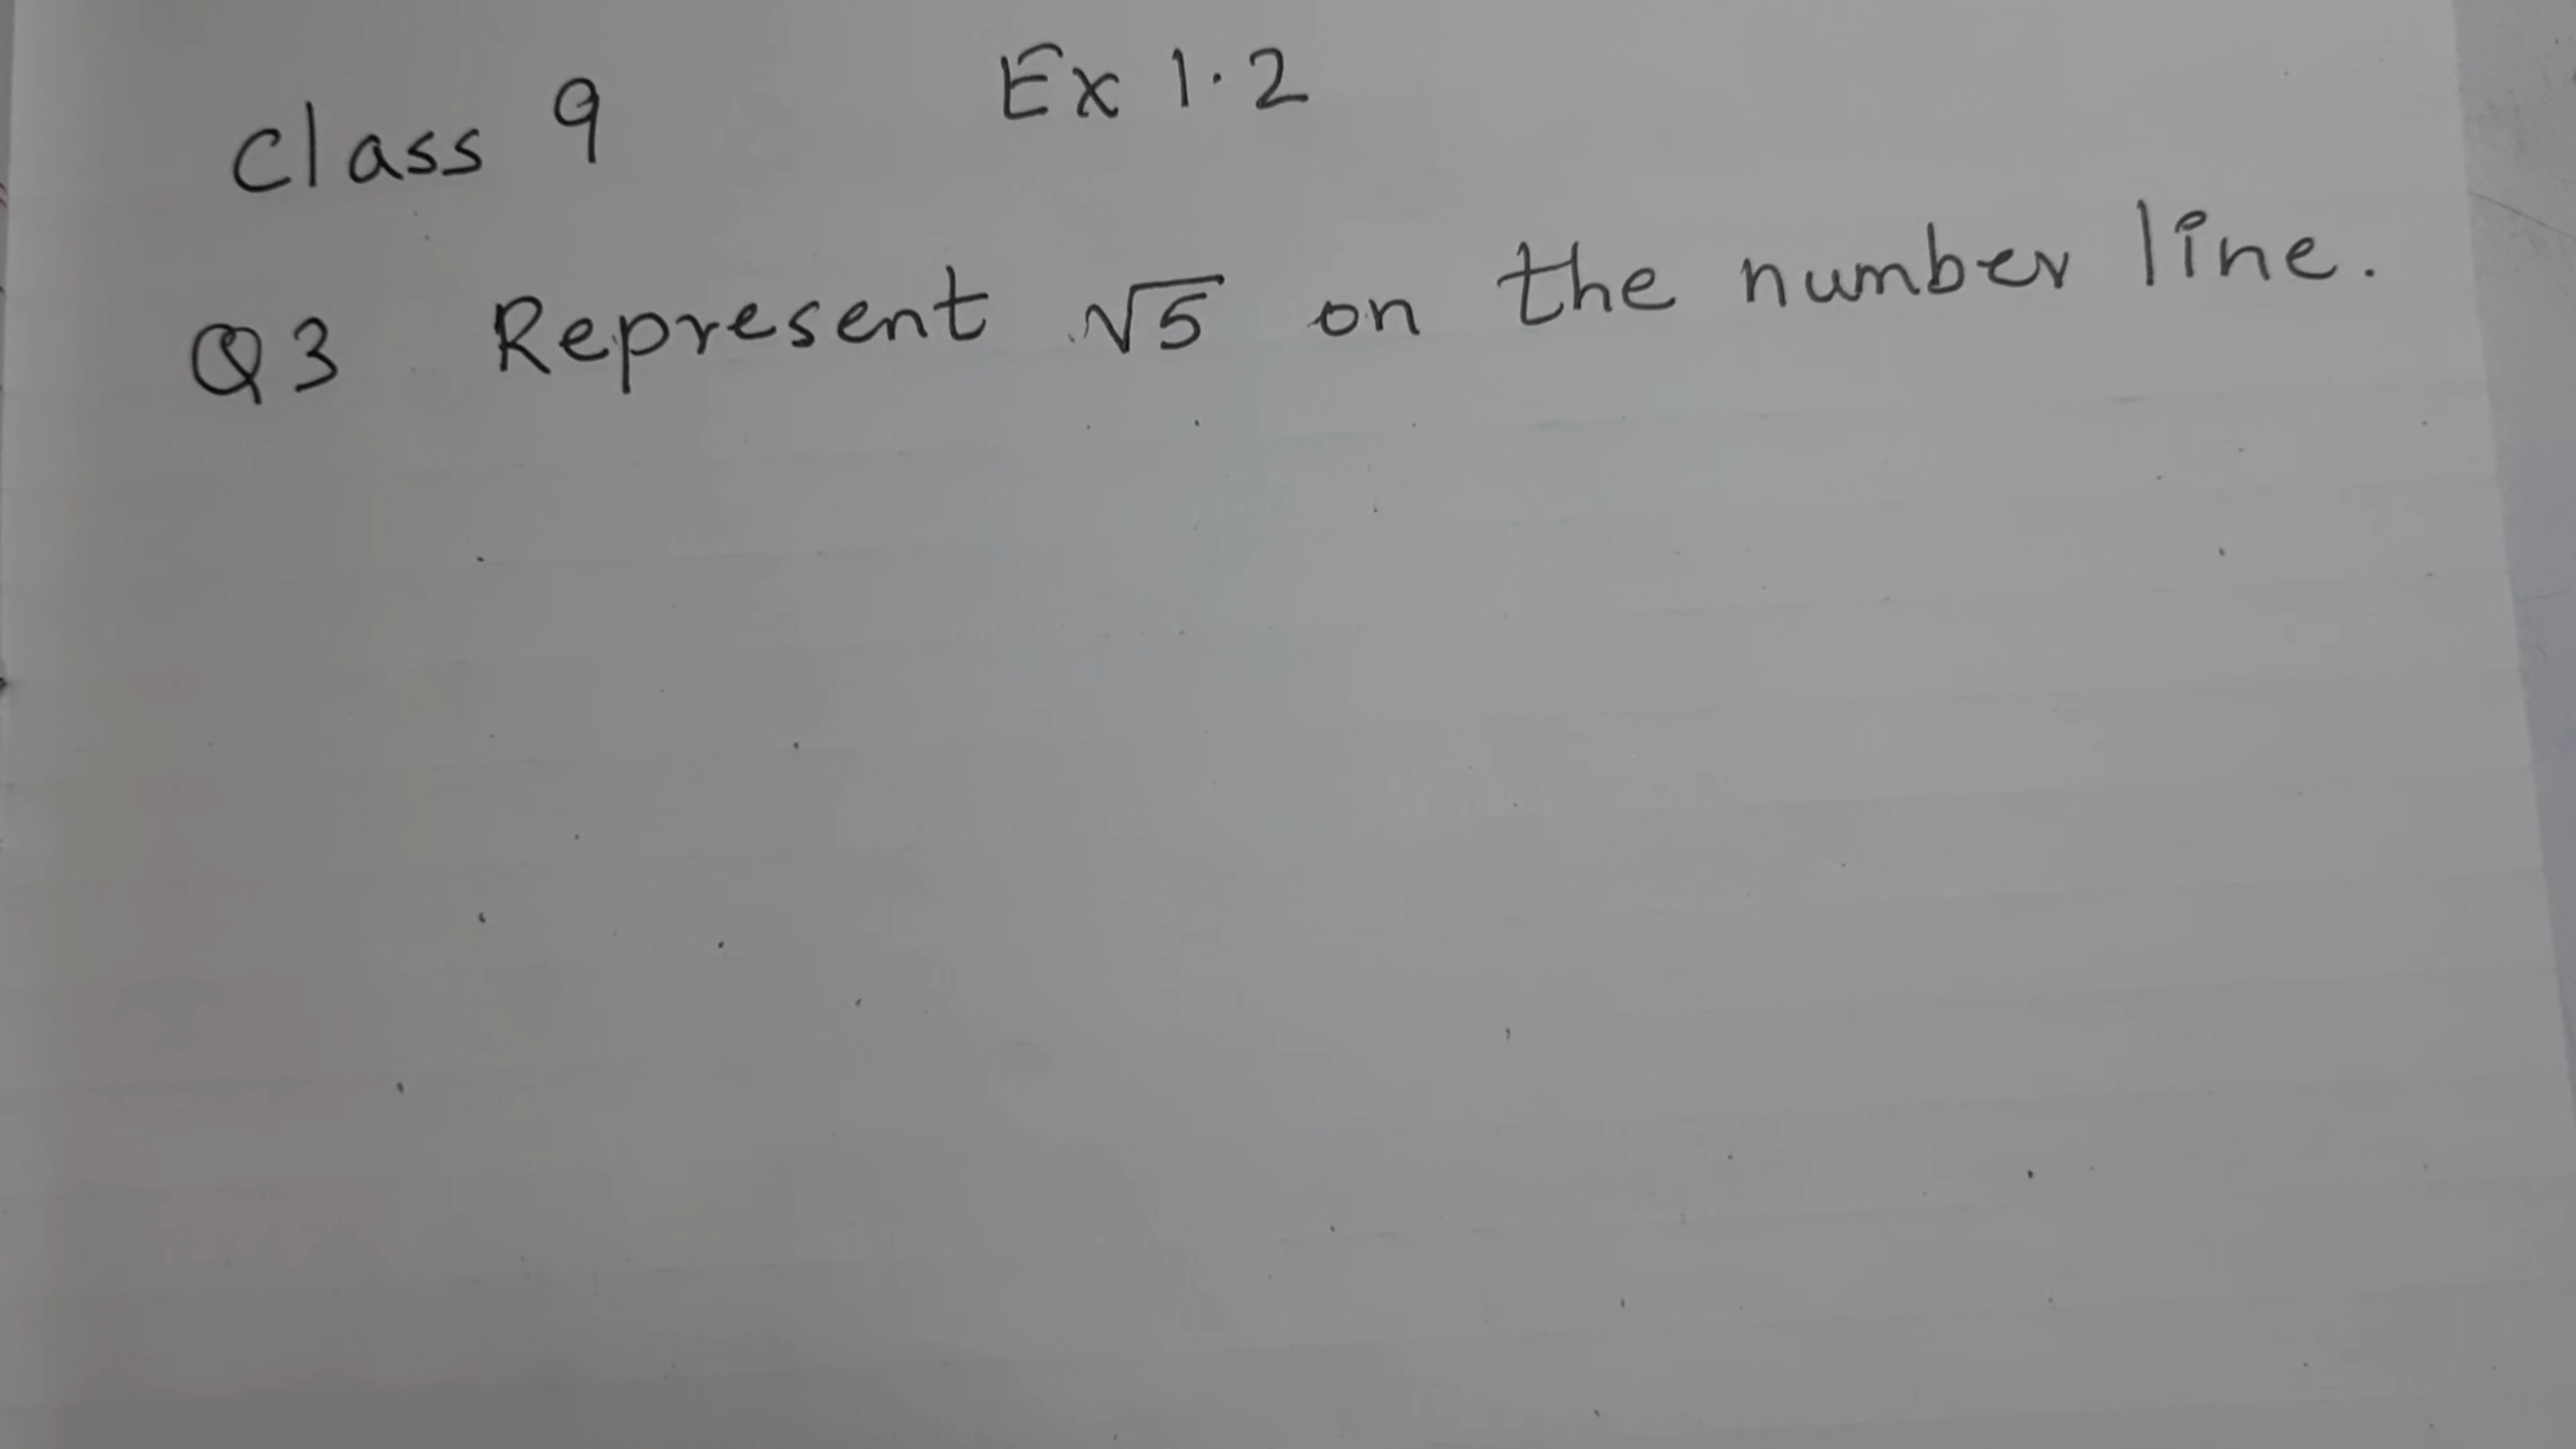 Class 9 Ex 1.2
Q3 Represent √5 on the number line.